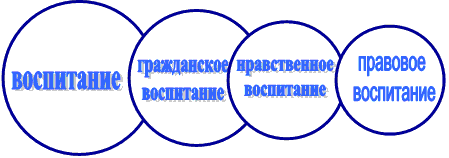 воспитание
гражданское
воспитание
нравственное
воспитание
правовое
воспитание